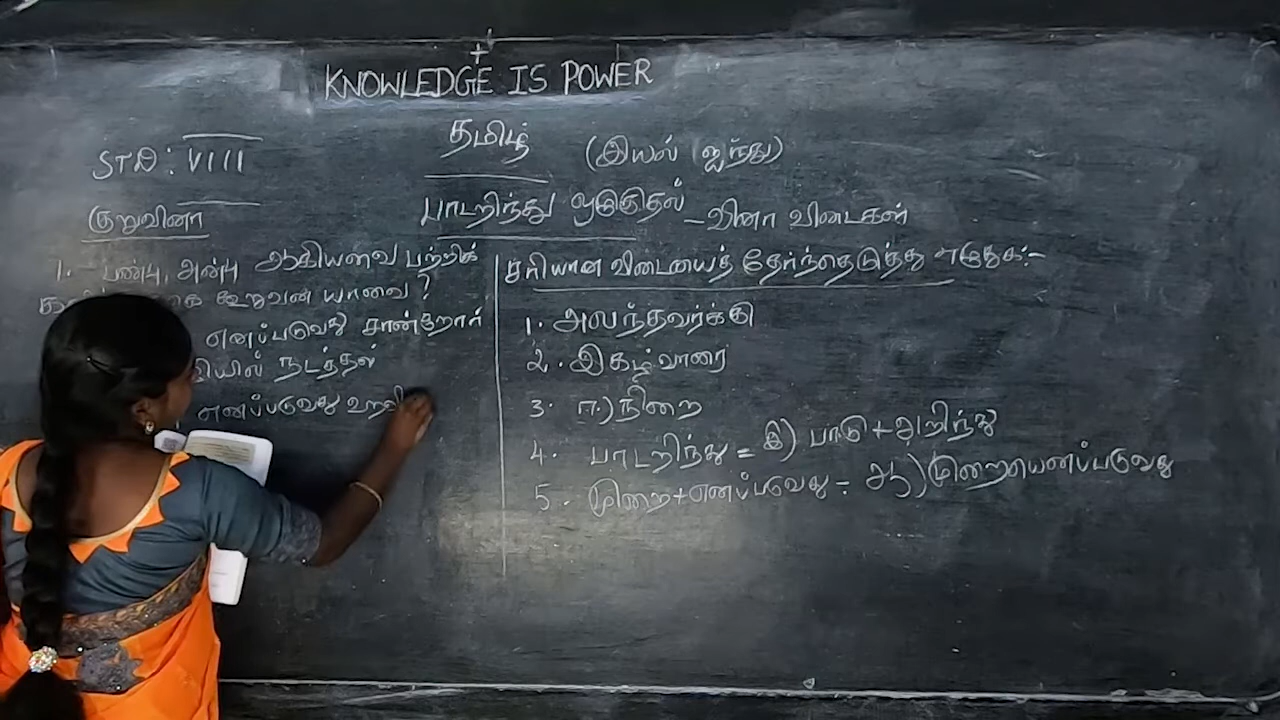 KNOWLEDGE IS POWER
தமிழ்
(இயல் ஐந்து)
STD: VIII
பாடறிந்து ஒழுகுதல் - வினா விடைகள்
குறுவினா
1. பண்பு, அன்பு ஆகியவை பற்றிக்
கூறுவன யாவை?
எனப்படுவது சான்றோர்
நடத்தல்
எனப்படுவது
சரியான விடையைத் தேர்ந்தெடுத்து எழுதுக:-
1. அலந்தவர்க்கு
2. இகழ்வாரை
3. ஈ) நிறை
4. பாடறிந்து = இ) பாடு+அறிந்து
5. முறை+எனப்படுவது - ஆ) முறையெனப்படுவது